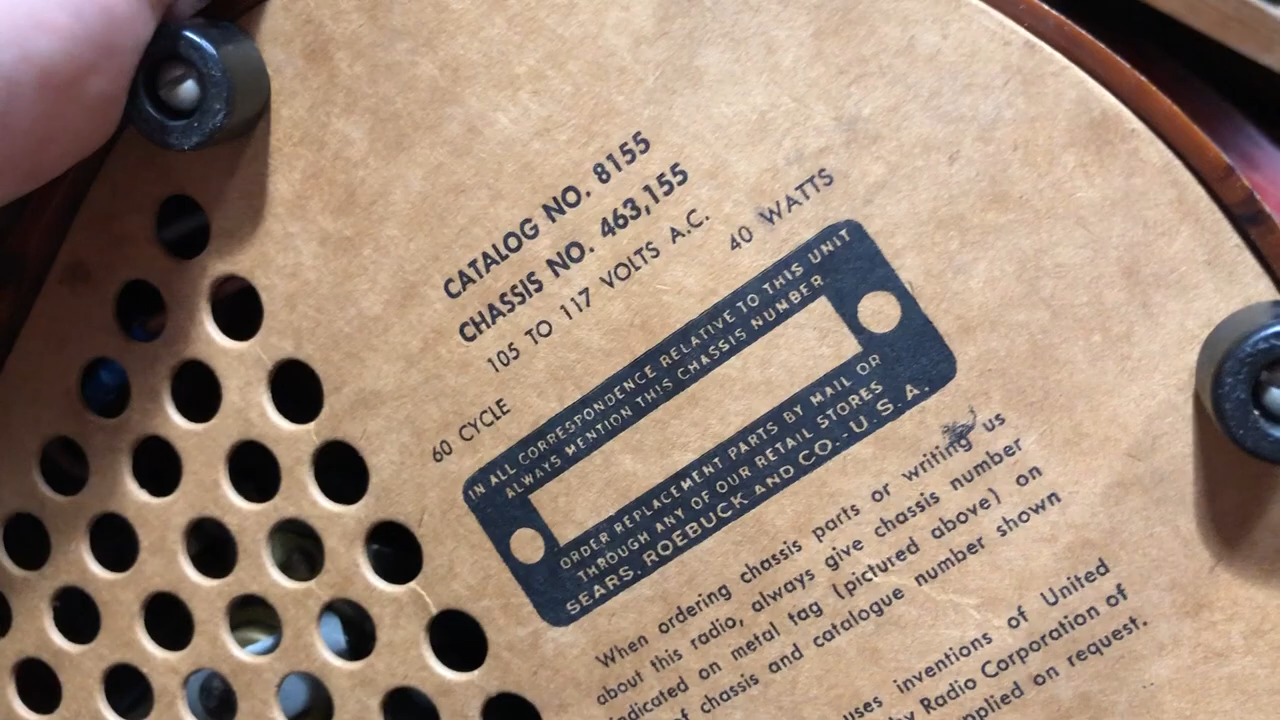 CATALOG NO. 8155
CHASSIS NO. 463,155
105 TO 117 VOLTS A.C.
60 CYCLE 40 WATTS
IN ALL CORRESPONDENCE RELATIVE TO THIS UNIT
ALWAYS MENTION THIS CHASSIS NUMBER
ORDER REPLACEMENT PARTS BY MAIL OR
THROUGH ANY OF OUR RETAIL STORES
SEARS, ROEBUCK AND CO.-U.S.A.
When ordering chassis parts or writing us
about this radio, always give chassis number
indicated on metal tag (pictured above) on
of chassis and catalogue number shown
uses inventions of United
by Radio Corporation of
on request.